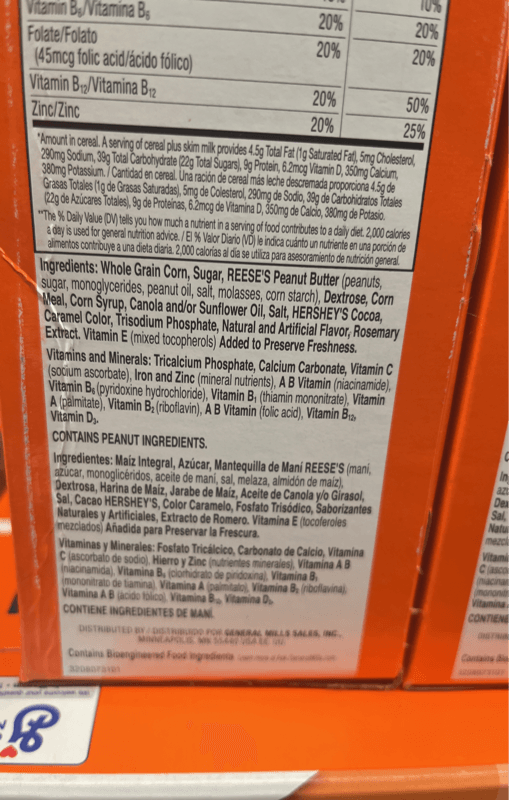 Vitamin B6/Vitamina B6 10% 10%
20% 20%
Folate/Folato
(45mcg folic acid/ácido fólico) 20% 20%
Vitamin B12/Vitamina B12 20% 50%
Zinc/Zinc 20% 25%
*Amount in cereal. A serving of cereal plus skim milk provides 4.5g Total Fat (1g Saturated Fat), 5mg Cholesterol,
290mg Sodium, 39g Total Carbohydrate (22g Total Sugars), 9g Protein, 6.2mcg Vitamin D, 350mg Calcium,
380mg Potassium. / Cantidad en cereal. Una ración de cereal más leche descremada proporciona 4.5g de
Grasas Totales (1g de Grasas Saturadas), 5mg de Colesterol, 290mg de Sodio, 39g de Carbohidratos Totales
(22g de Azúcares Totales), 9g de Proteínas, 6.2mcg de Vitamina D, 350mg de Calcio, 380mg de Potasio.
**The % Daily Value (DV) tells you how much a nutrient in a serving of food contributes to a daily diet. 2,000 calories
a day is used for general nutrition advice. / El % Valor Diario (VD) le indica cuánto un nutriente en una porción de
alimentos contribuye a una dieta diaria. 2,000 calorías al día se utiliza para asesoramiento de nutrición general.
Ingredients: Whole Grain Corn, Sugar, REESE'S Peanut Butter (peanuts,
sugar, monoglycerides, peanut oil, salt, molasses, corn starch), Dextrose, Corn
Meal, Corn Syrup, Canola and/or Sunflower Oil, Salt, HERSHEY'S Cocoa,
Caramel Color, Trisodium Phosphate, Natural and Artificial Flavor, Rosemary
Extract. Vitamin E (mixed tocopherols) Added to Preserve Freshness.
Vitamins and Minerals: Tricalcium Phosphate, Calcium Carbonate, Vitamin C
(sodium ascorbate), Iron and Zinc (mineral nutrients), A B Vitamin (niacinamide),
Vitamin B6 (pyridoxine hydrochloride), Vitamin B1 (thiamin mononitrate), Vitamin
A (palmitate), Vitamin B2 (riboflavin), A B Vitamin (folic acid), Vitamin B12,
Vitamin D3.
CONTAINS PEANUT INGREDIENTS.
Ingredientes: Maíz Integral, Azúcar, Mantequilla de Maní REESE'S (maní,
azúcar, monoglicéridos, aceite de maní, sal, melaza, almidón de maíz),
Dextrosa, Harina de Maíz, Jarabe de Maíz, Aceite de Canola y/o Girasol,
Sal, Cacao HERSHEY'S, Color Caramelo, Fosfato Trisódico, Saborizantes
Naturales y Artificiales, Extracto de Romero. Vitamina E (tocoferoles
mezclados) Añadida para Preservar la Frescura.
Vitaminas y Minerales: Fosfato Tricálcico, Carbonato de Calcio, Vitamina
C (ascorbato de sodio), Hierro y Zinc (nutrientes minerales), Vitamina A B
(niacinamida), Vitamina B6 (clorhidrato de piridoxina), Vitamina B1
(mononitrato de tiamina), Vitamina A (palmitato), Vitamina B2 (riboflavina),
Vitamina A B (ácido fólico), Vitamina B12, Vitamina D3.
CONTIENE INGREDIENTES DE MANÍ.
DISTRIBUTED BY / DISTRIBUIDO POR GENERAL MILLS SALES, INC.,
MINNEAPOLIS, MN 55440 USA
Contains Bioengineered Food Ingredients
3208073101